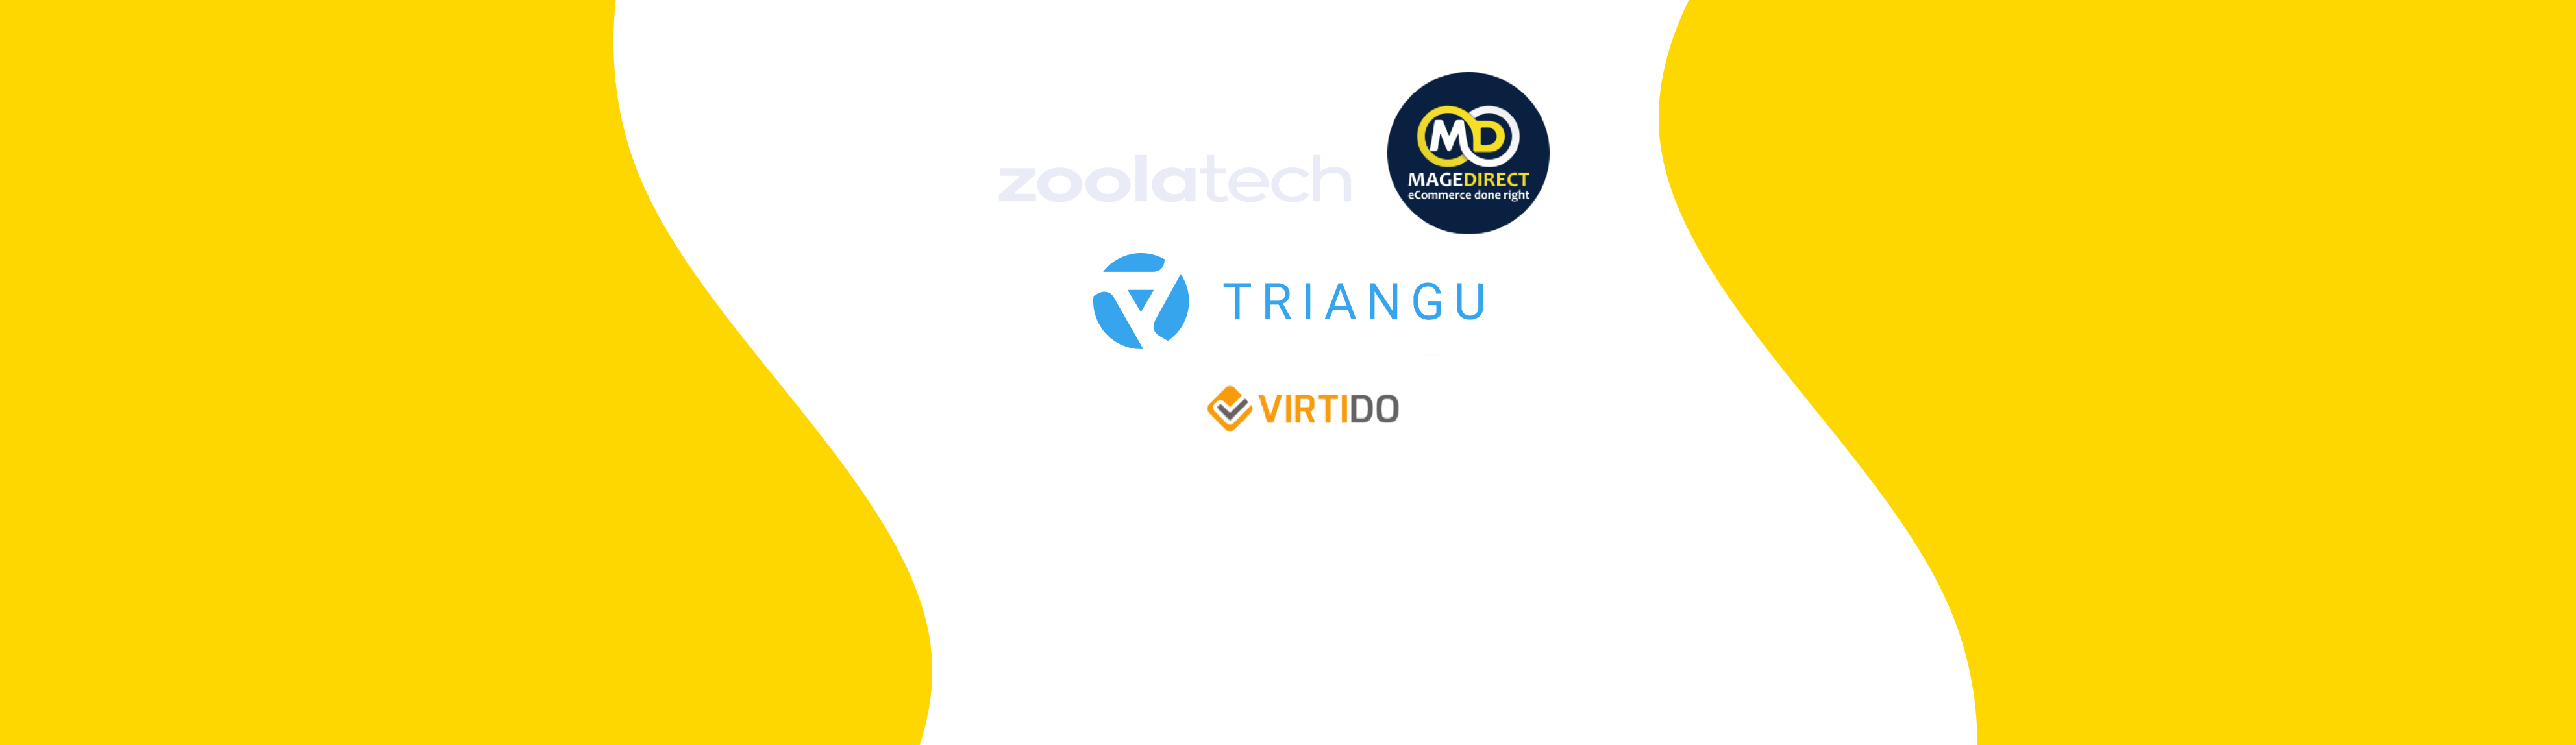 zoolatech
MD
MAGEDIRECT
eCommerce done right
TRIANGU
VIRTIDO